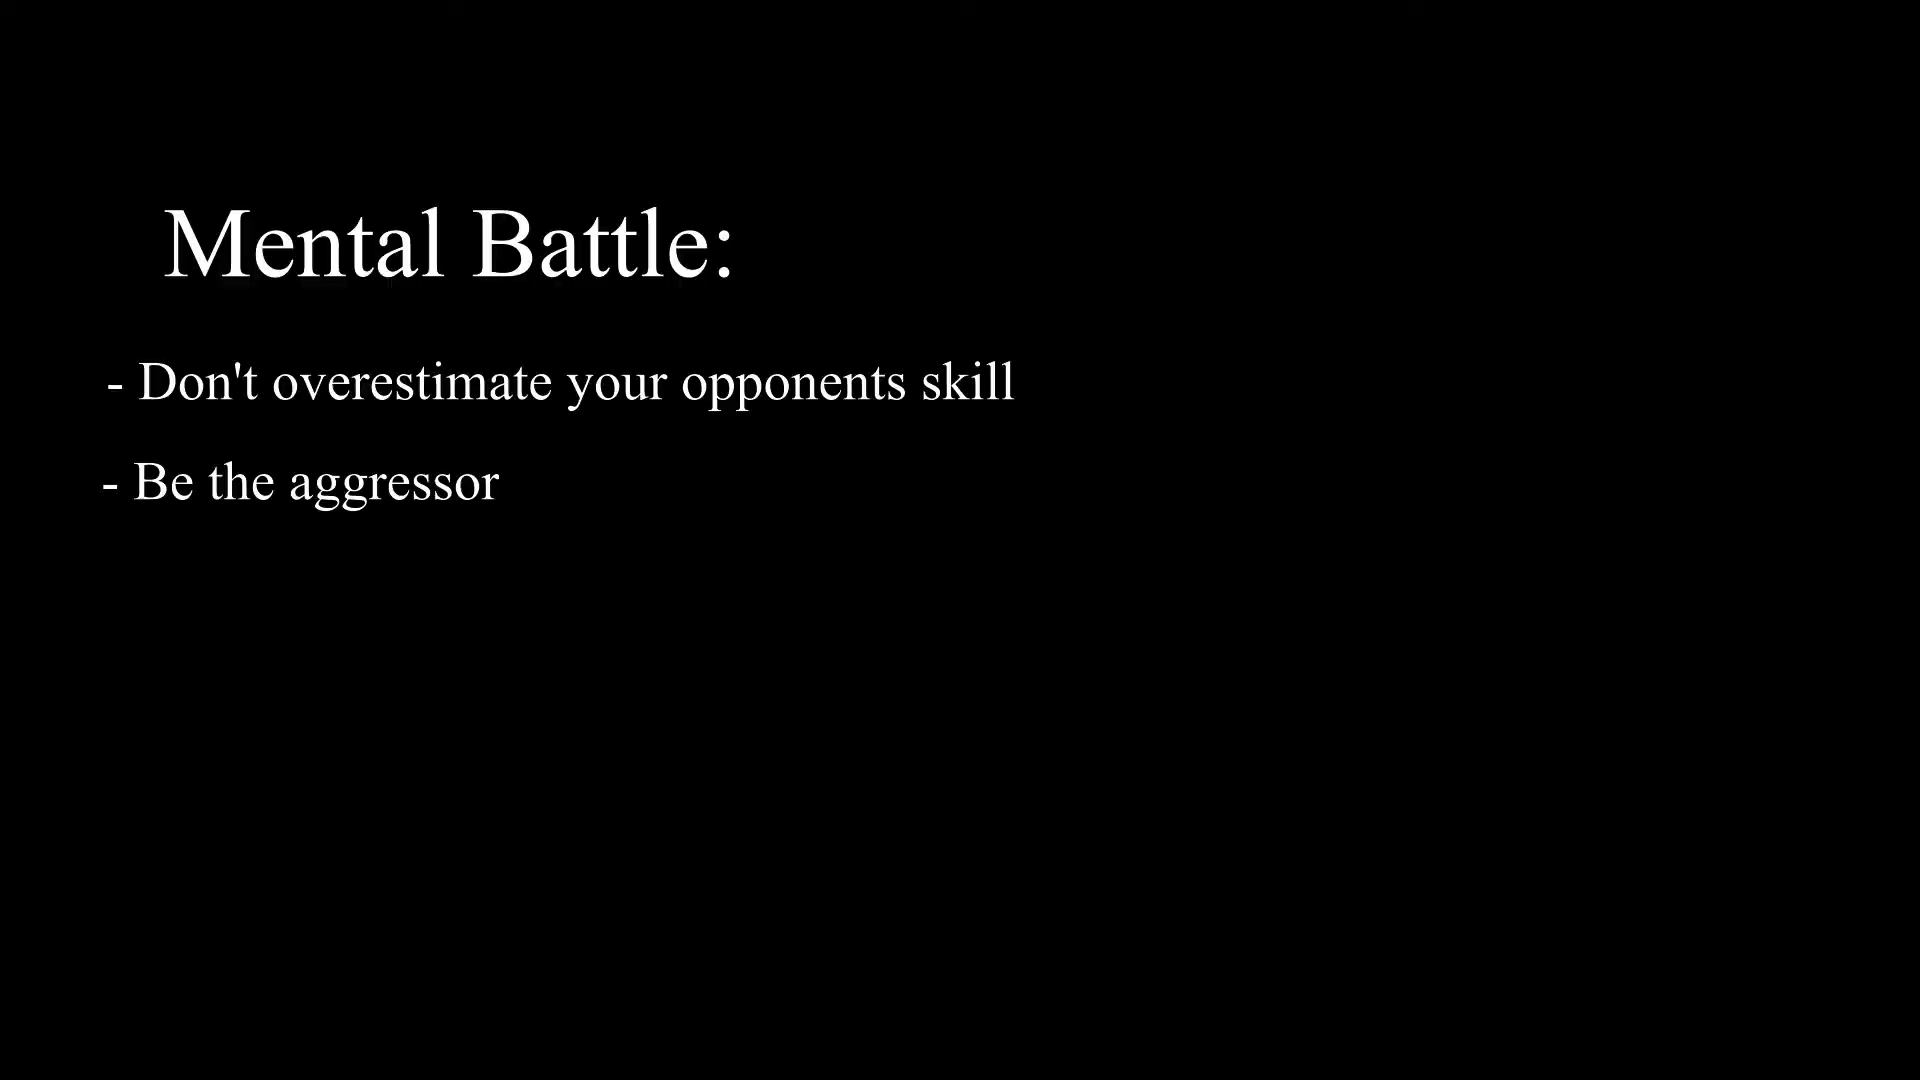 Mental Battle:
- Don't overestimate your opponents skill
- Be the aggressor